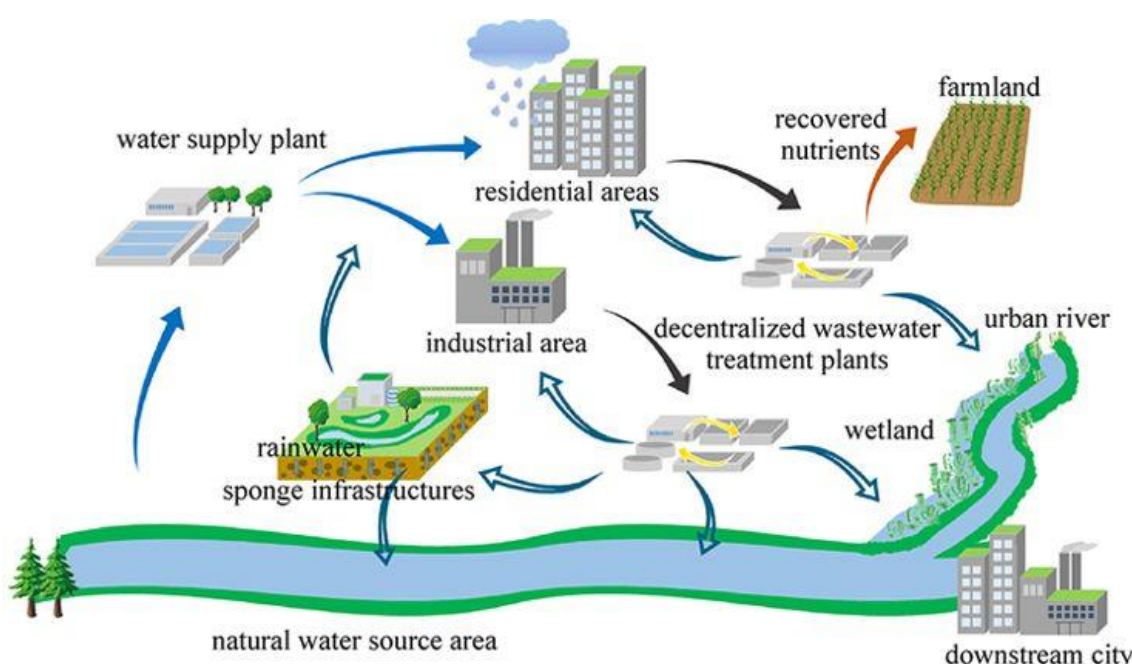 farmland
recovered
nutrients
water supply plant
residential areas
urban river
decentralized wastewater
treatment plants
industrial area
wetland
rainwater
sponge infrastructures
natural water source area
downstream city